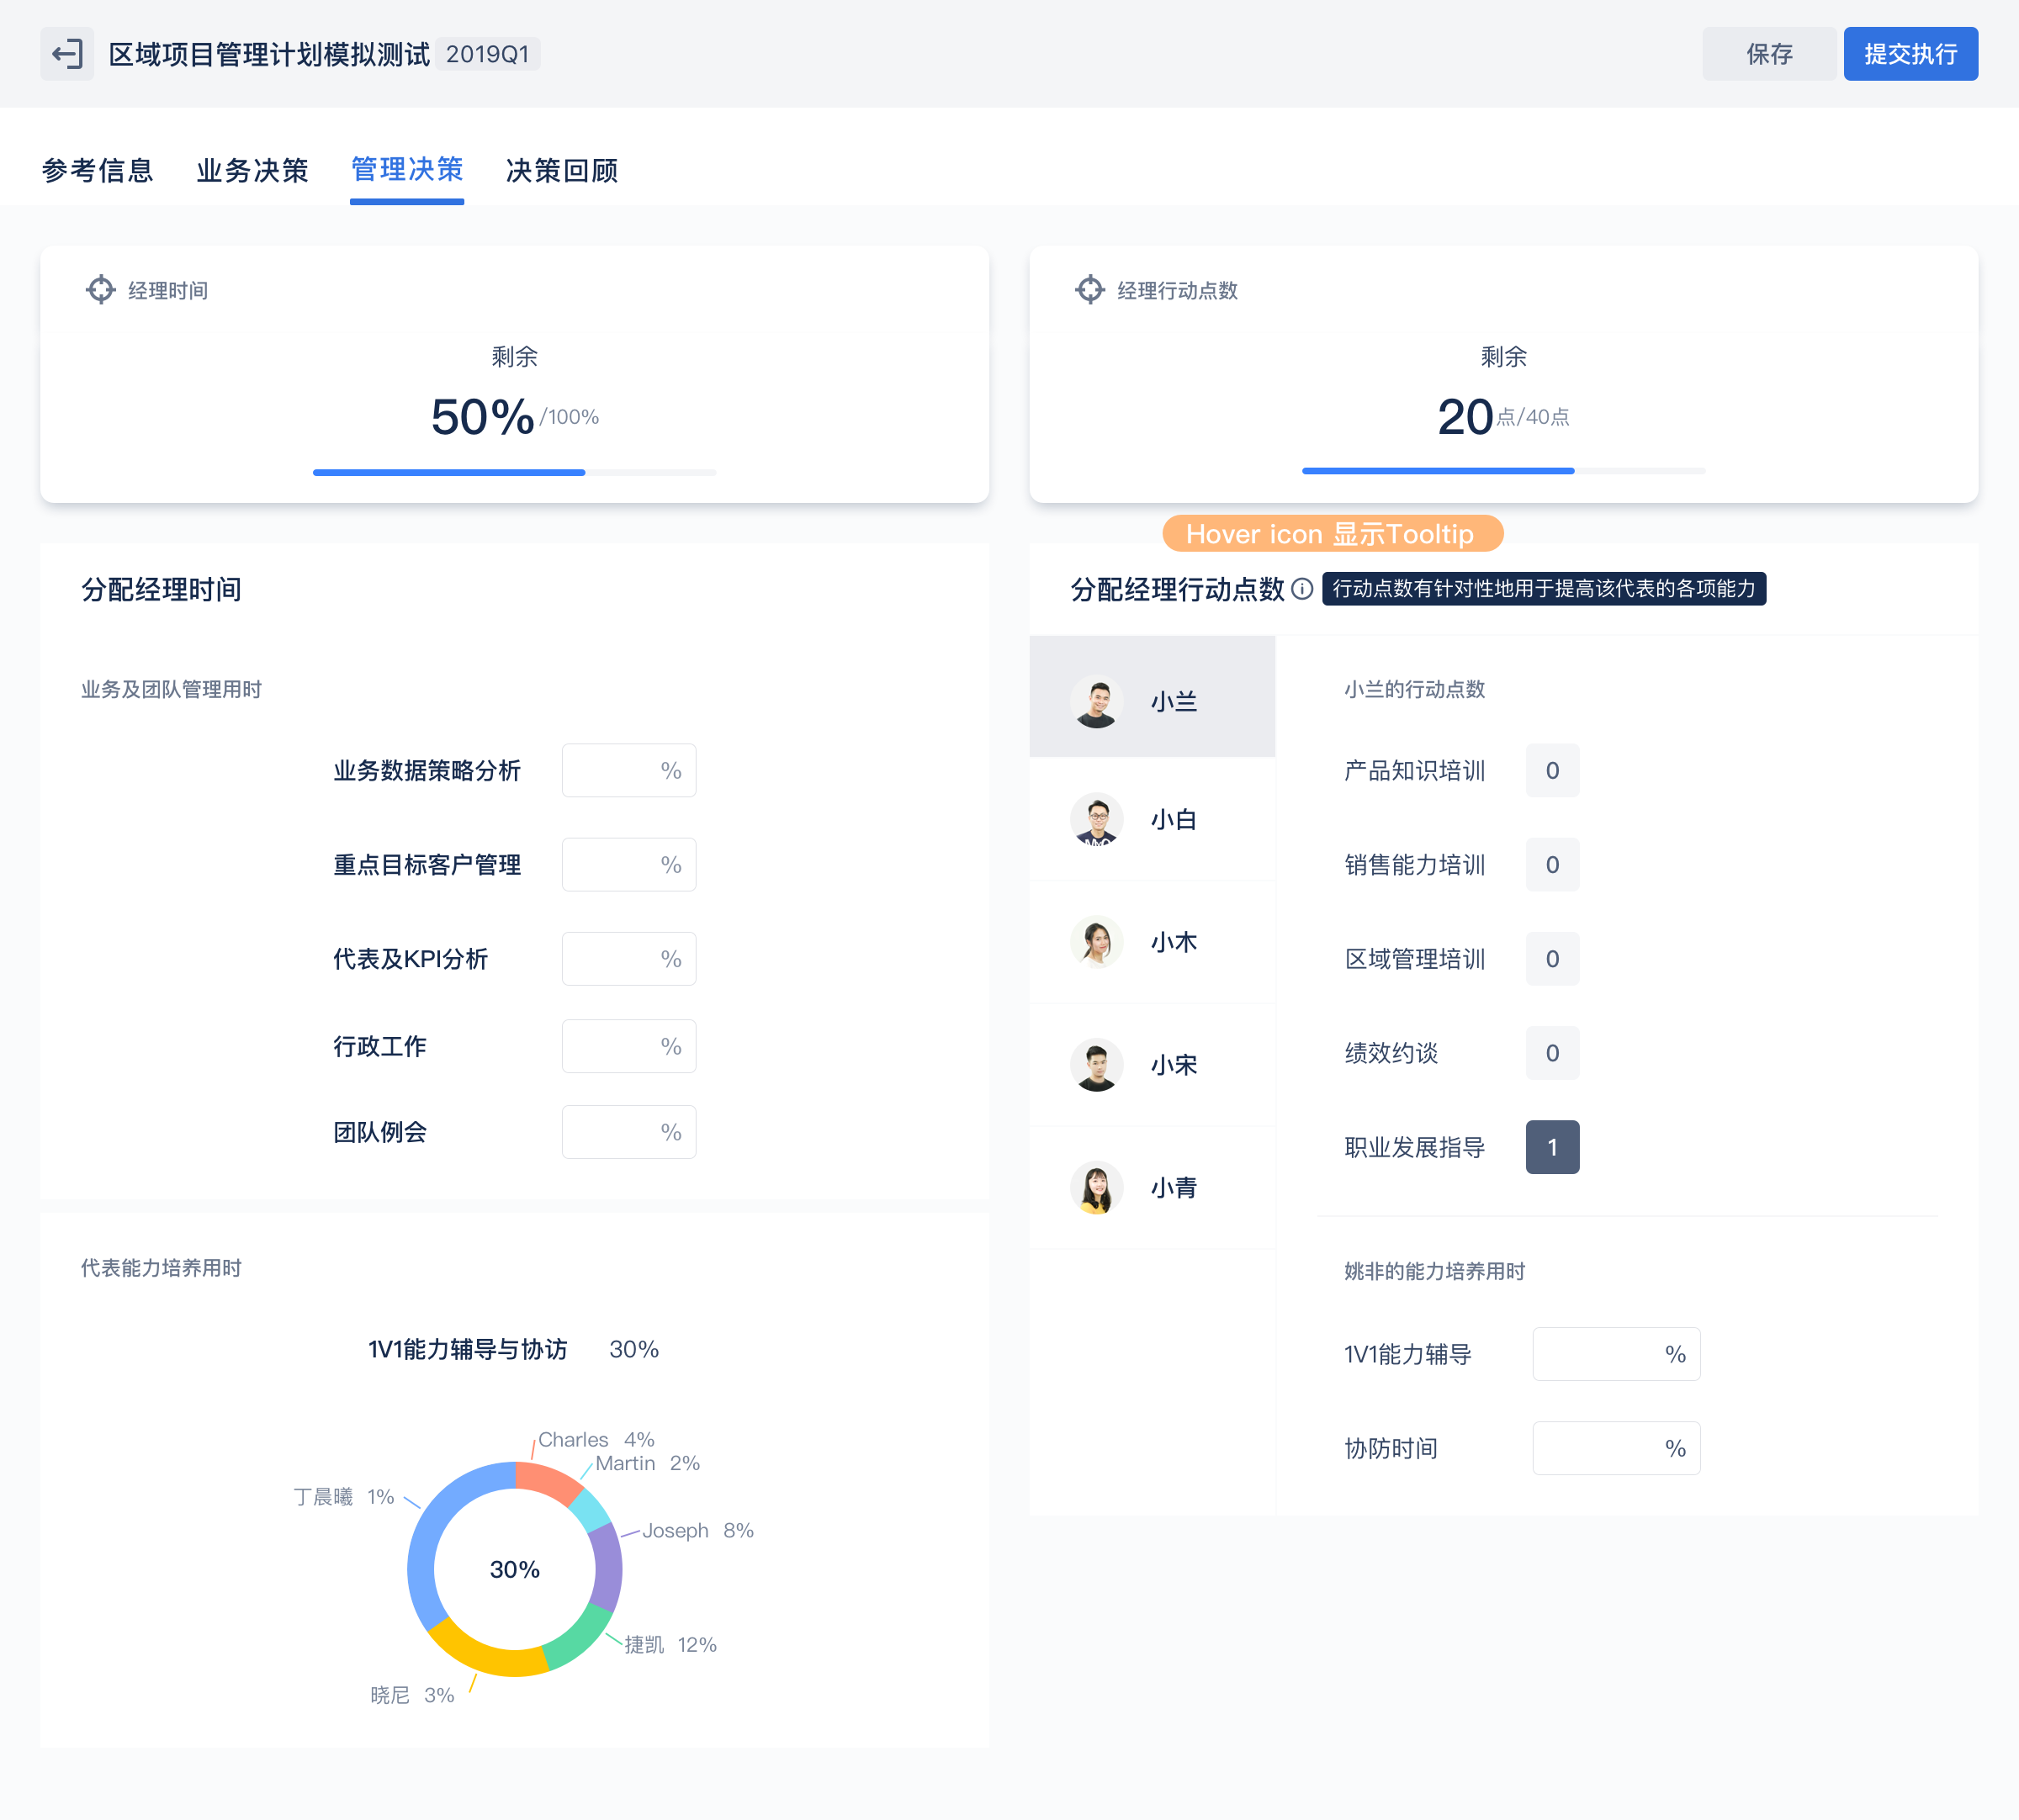 区域项目管理计划模拟测试 2019Q1
保存 提交执行
参考信息 业务决策 管理决策 决策回顾
经理时间
剩余
50% /100%
经理行动点数
剩余
20点/40点
Hover icon 显示Tooltip
分配经理时间
业务及团队管理用时
业务数据策略分析 %
重点目标客户管理 %
代表及KPI分析 %
行政工作 %
团队例会 %
代表能力培养用时
1V1能力辅导与协访 30%
Charles 4%
Martin 2%
丁晨曦 1%
Joseph 8%
30%
捷凯 12%
晓尼 3%
分配经理行动点数 行动点数有针对性地用于提高该代表的各项能力
小兰
小白
小木
小宋
小青
小兰的行动点数
产品知识培训 0
销售能力培训 0
区域管理培训 0
绩效约谈 0
职业发展指导 1
姚非的能力培养用时
1V1能力辅导 %
协防时间 %